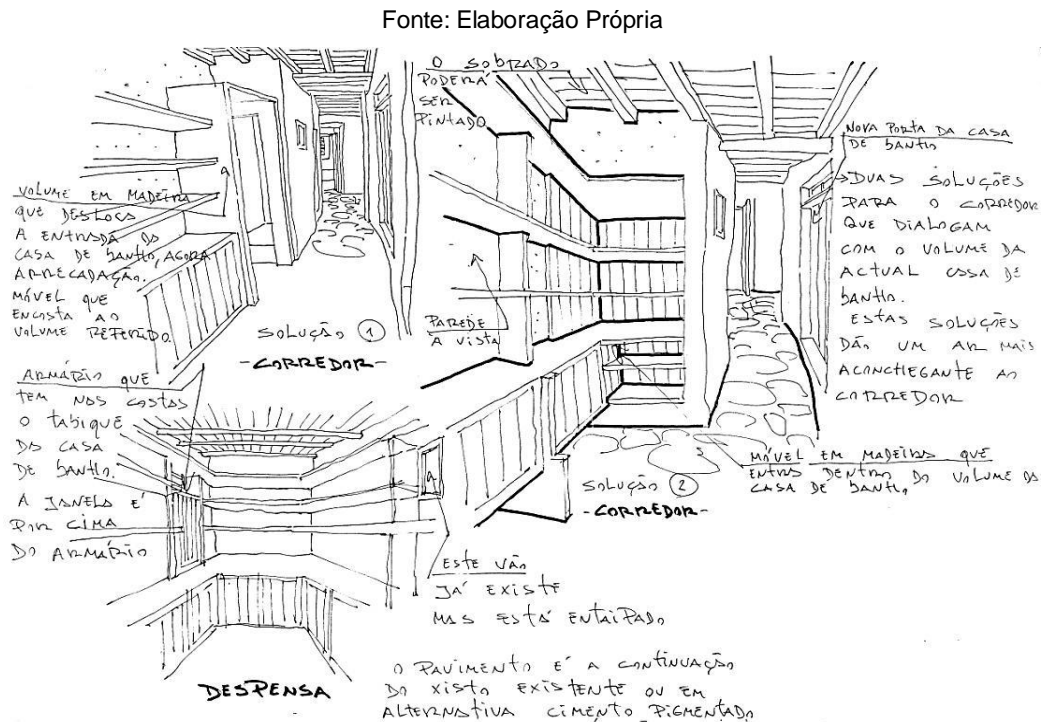 Fonte: Elaboração Própria
O SOBRADO
PODERÁ
SER
PINTADO
VOLUME EM MADEIRA
QUE DESLOCA
A ENTRADA DA
CASA DE BANHO, AGORA
ARRECADAÇÃO.
MÓVEL QUE
ENCOSTA AO
VOLUME REFERIDO
SOLUÇÃO 1
-CORREDOR-
PAREDE
À VISTA
NOVA PORTA DA CASA
DE BANHO
DUAS SOLUÇÕES
PARA O CORREDOR
QUE DIALOGAM
COM O VOLUME DA
ACTUAL CASA DE
BANHO.
ESTAS SOLUÇÕES
DÃO UM AR MAIS
ACONCHEGANTE AO
CORREDOR
MÓVEL EM MADEIRA QUE
ENTRA DENTRO DO VOLUME DA
CASA DE BANHO
SOLUÇÃO 2
-CORREDOR-
ARMÁRIO QUE
TEM NAS COSTAS
O TABIQUE
DA CASA
DE BANHO.
A JANELA É
POR CIMA
DO ARMÁRIO
ESTE VÃO
JÁ EXISTE
MAS ESTÁ ENTAIPADO
DESPENSA
O PAVIMENTO É A CONTINUAÇÃO
DO XISTO EXISTENTE OU EM
ALTERNATIVA CIMENTO PIGMENTADO